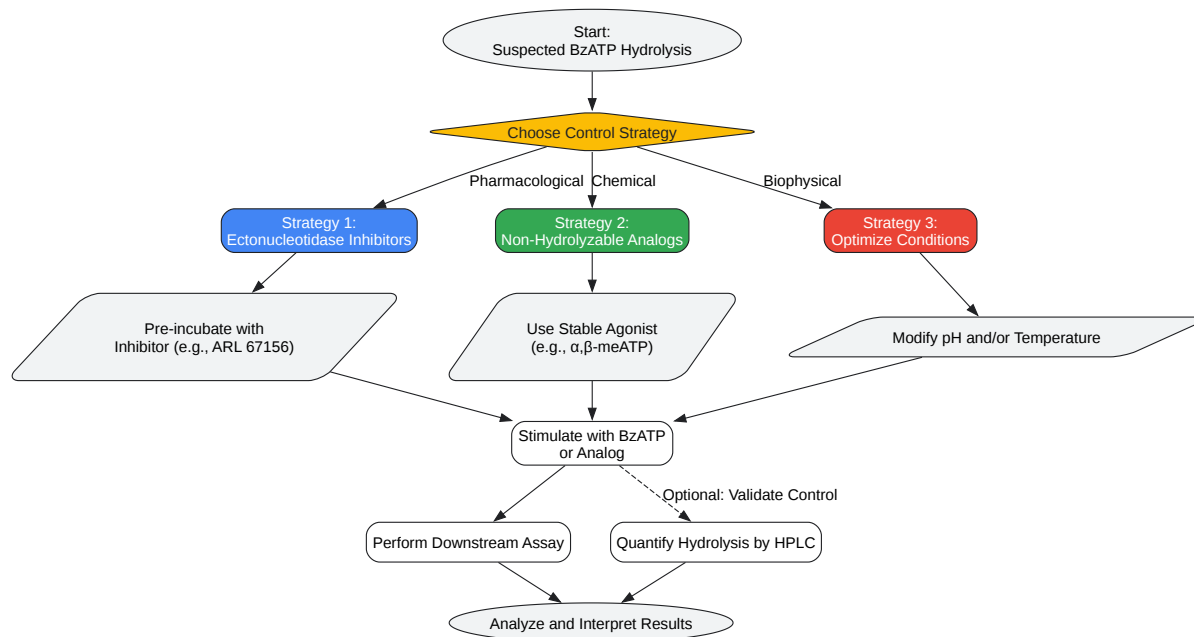 Start:
Suspected BzATP Hydrolysis
Choose Control Strategy
Pharmacological
Chemical
Biophysical
Strategy 1:
Ectonucleotidase Inhibitors
Strategy 2:
Non-Hydrolyzable Analogs
Strategy 3:
Optimize Conditions
Pre-incubate with
Inhibitor (e.g., ARL 67156)
Use Stable Agonist
(e.g., α,β-meATP)
Modify pH and/or Temperature
Stimulate with BzATP
or Analog
Optional: Validate Control
Perform Downstream Assay
Quantify Hydrolysis by HPLC
Analyze and Interpret Results